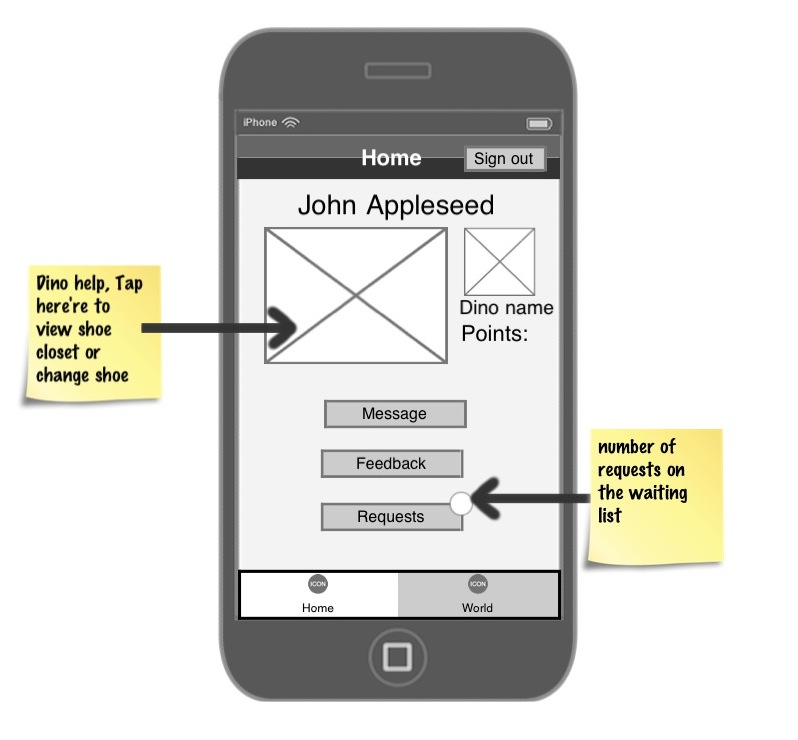 iPhone
Home
Sign out
John Appleseed
Dino help, Tap
here're to
view shoe
closet or
change shoe
Dino name
Points:
Message
Feedback
Requests
number of
requests on
the waiting
list
ICON
Home
ICON
World